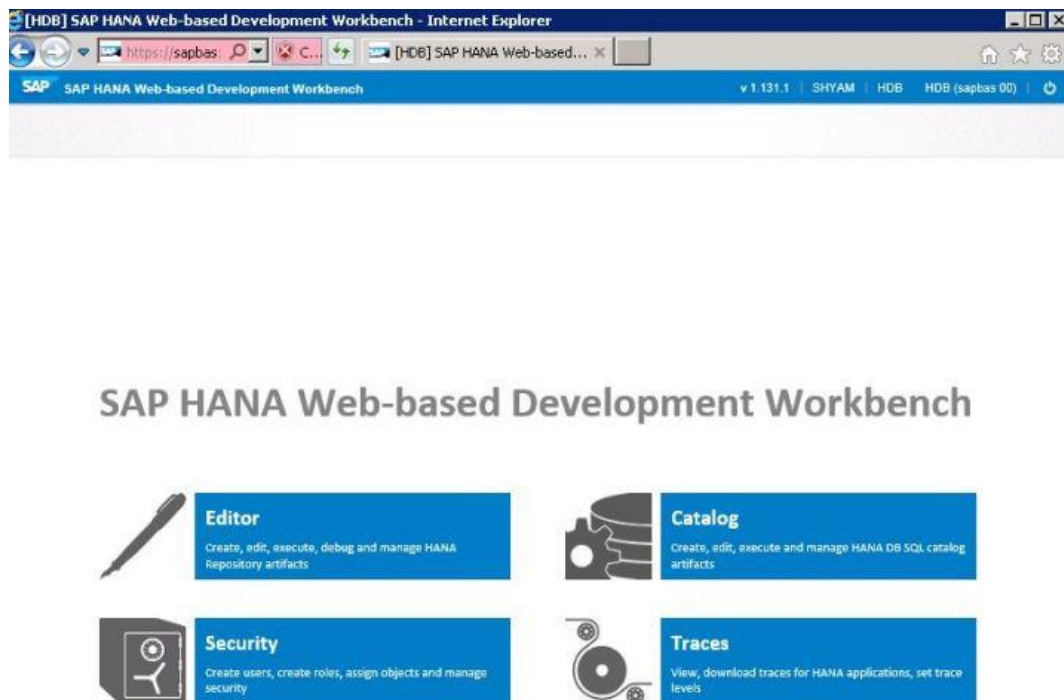 [HDB] SAP HANA Web-based Development Workbench - Internet Explorer
https://sapbas: C... [HDB] SAP HANA Web-based...
SAP SAP HANA Web-based Development Workbench v 1.131.1 | SHYAM | HDB HDB (sapbas 00) |
SAP HANA Web-based Development Workbench
Editor
Create, edit, execute, debug and manage HANA
Repository artifacts
Catalog
Create, edit, execute and manage HANA DB SQL catalog
artifacts
Security
Create users, create roles, assign objects and manage
security
Traces
View, download traces for HANA applications, set trace
levels